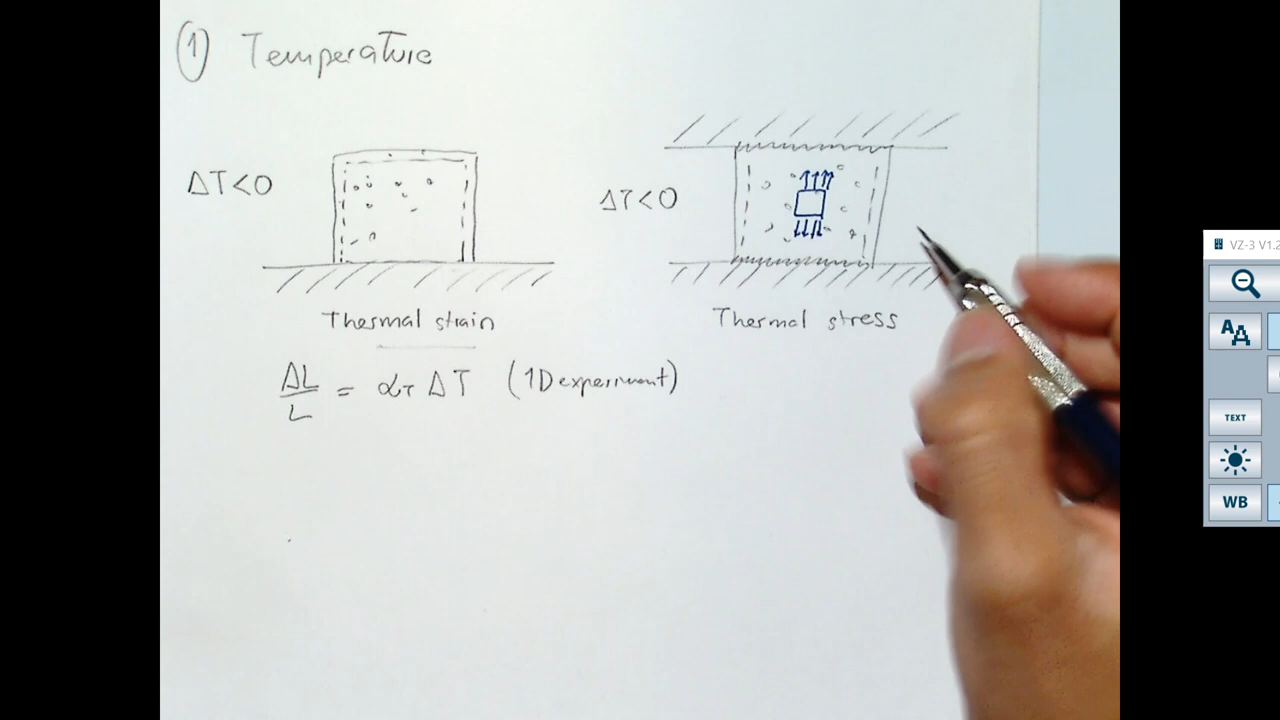 ① Temperature
ΔT<0
ΔT<0
Thermal strain
Thermal stress
ΔL/L = α_T ΔT (1D experiment)
VZ-3 V1.2
AA
TEXT
WB